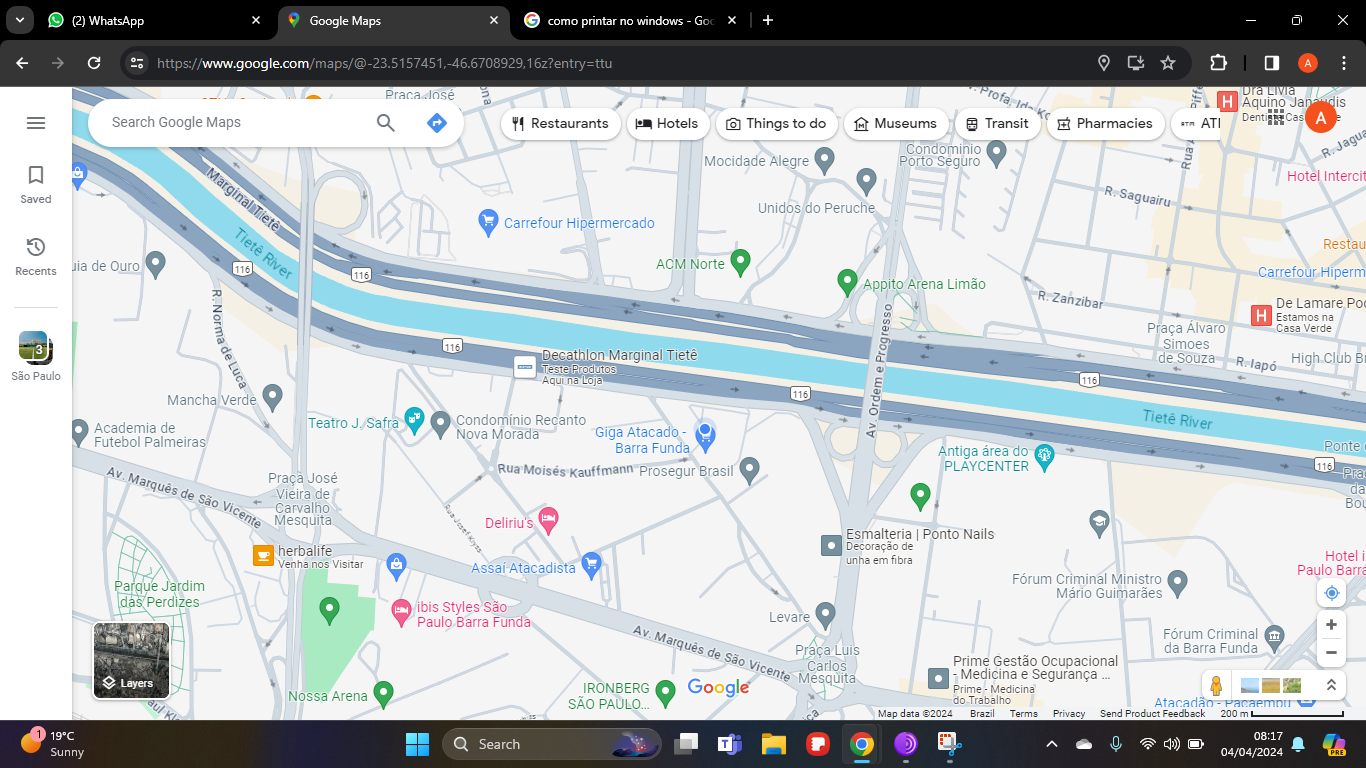 (2) WhatsApp
Google Maps
como printar no windows - Goo
https://www.google.com/maps/@-23.5157451,-46.6708929,16z?entry=ttu
A
Search Google Maps
Restaurants
Hotels
Things to do
Museums
Transit
Pharmacies
A
Saved
Recents
3
São Paulo
Praça José
Dra Lívia
Aquino Janaudis
Mocidade Alegre
Condomínio
Porto Seguro
R. Saguairu
Hotel Intercit
Marginal Tietê
Tietê River
Carrefour Hipermercado
Unidos do Peruche
uia de Ouro
116
116
ACM Norte
Appito Arena Limão
Restau
Carrefour Hiperm
R. Zanzibar
De Lamare Poc
Estamos na
Casa Verde
R. Norma de Luca
116
Decathlon Marginal Tietê
Teste Produtos
Aqui na Loja
Av. Ordem e Progresso
Praça Álvaro
Simoes
de Souza
R. Iapó
High Club B
116
116
Mancha Verde
Teatro J. Safra
Condomínio Recanto
Nova Morada
Giga Atacado -
Barra Funda
Tietê River
Academia de
Futebol Palmeiras
Rua Moisés Kauffmann
Prosegur Brasil
Antiga área do
PLAYCENTER
Ponte
116
Av. Marquês de São Vicente
Praça José
Vieira de
Carvalho
Mesquita
Rua Josef Kryss
Deliriu's
Esmalteria | Ponto Nails
Decoração de
unha em fibra
herbalife
Venha nos Visitar
Assaí Atacadista
Hotel i
Paulo Barra
Parque Jardim
das Perdizes
ibis Styles São
Paulo Barra Funda
Fórum Criminal Ministro
Mário Guimarães
Levare
Av. Marquês de São Vicente
Fórum Criminal
da Barra Funda
Praça Luis
Carlos
Mesquita
Prime Gestão Ocupacional
- Medicina e Segurança ...
Prime - Medicina
do Trabalho
Layers
Nossa Arena
IRONBERG
SÃO PAULO...
Google
Atacadão - Pacaembu
Map data ©2024
Brazil
Terms
Privacy
Send Product Feedback
200 m
1
19°C
Sunny
Search
08:17
04/04/2024
PRE